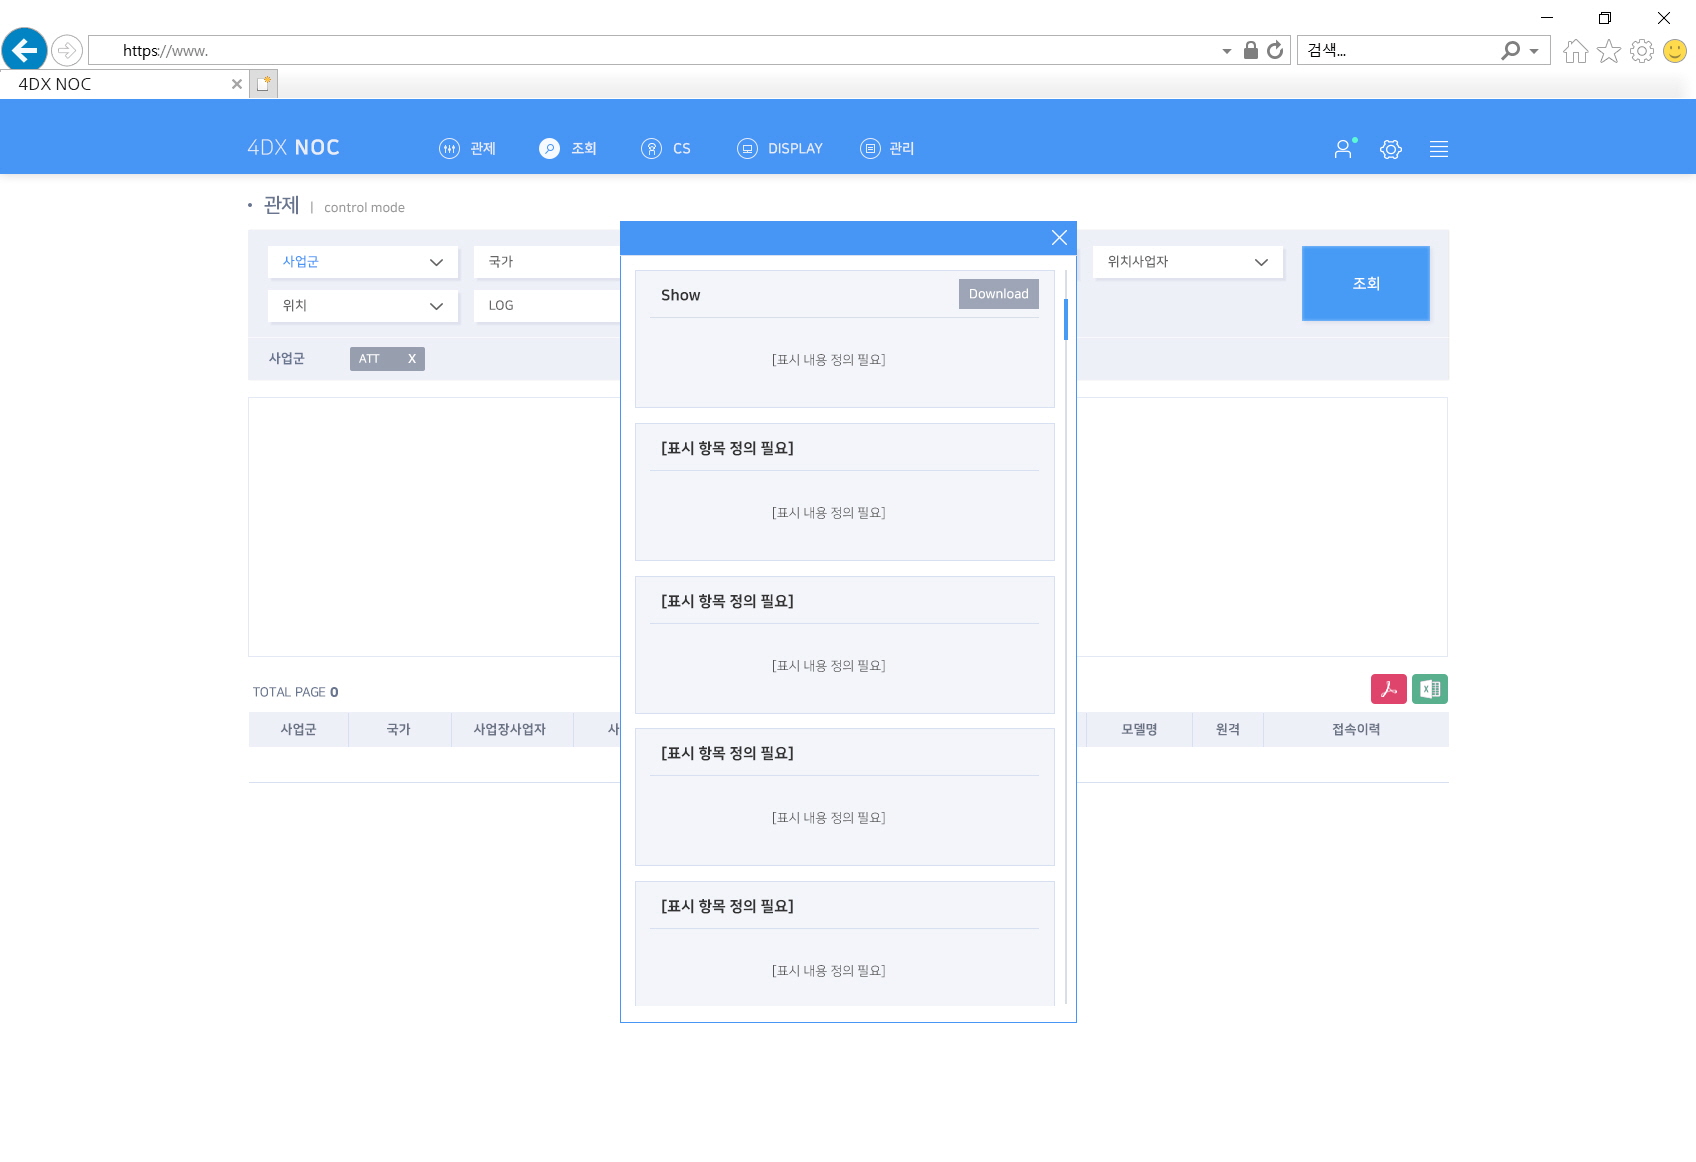 https://www.
검색...
4DX NOC
4DX NOC
관제
조회
CS
DISPLAY
관리
관제 | control mode
사업군
국가
위치사업자
조회
위치
LOG
사업군
ATT X
Show
Download
[표시 내용 정의 필요]
[표시 항목 정의 필요]
[표시 내용 정의 필요]
[표시 항목 정의 필요]
[표시 내용 정의 필요]
[표시 항목 정의 필요]
[표시 내용 정의 필요]
[표시 항목 정의 필요]
[표시 내용 정의 필요]
TOTAL PAGE 0
사업군
국가
사업장사업자
사
모델명
원격
접속이력